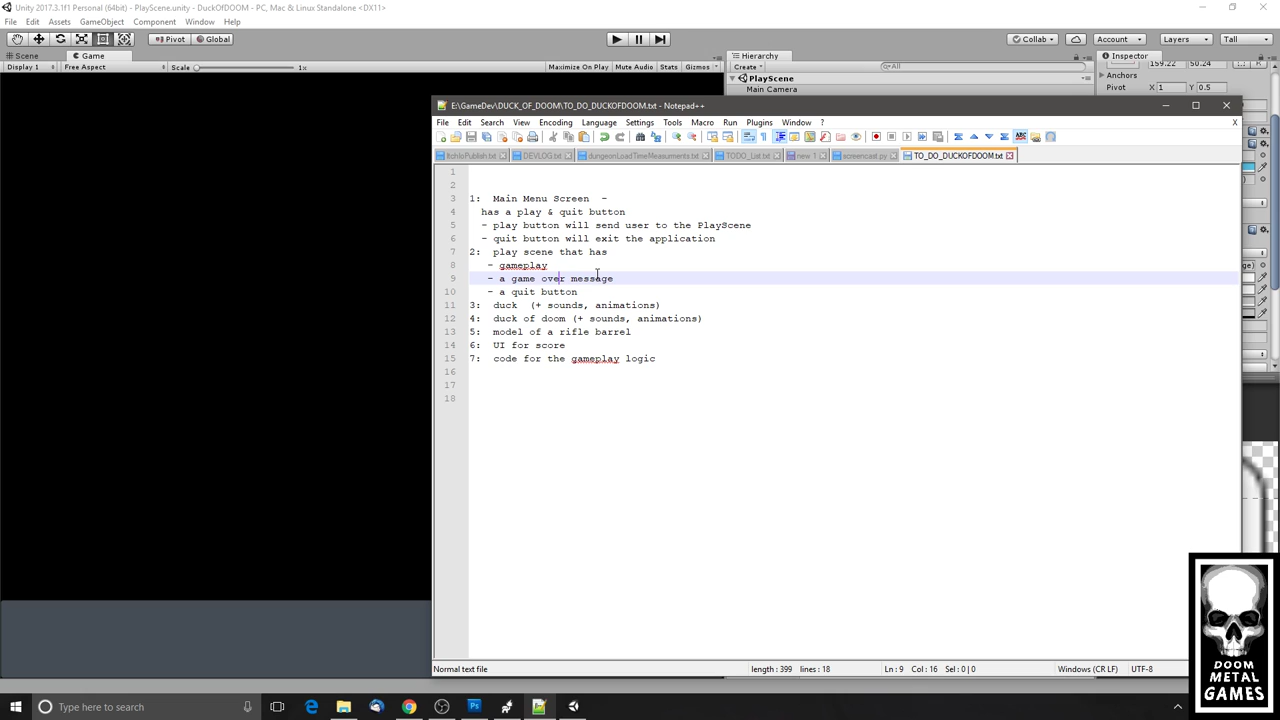 Unity 2017.3.1f1 Personal (64bit) - PlayScene.unity - DuckOfDOOM - PC, Mac & Linux Standalone <DX11>
File Edit Assets GameObject Component Window Help
Pivot Global Collab Account Layers Tall
Scene Game Hierarchy Inspector
Display 1 Free Aspect Scale 1x Maximize On Play Mute Audio Stats Gizmos Create All
159.22 50.24
PlayScene Anchors
Main Camera Pivot X 1 Y 0.5
E:\GameDev\DUCK_OF_DOOM\TO_DO_DUCKOFDOOM.txt - Notepad++
File Edit Search View Encoding Language Settings Tools Macro Run Plugins Window ? X
ItchIoPublish.txt DEVLOG.txt dungeonLoadTimeMeasurments.txt TODO_List.txt new 1 screencast.py TO_DO_DUCKOFDOOM.txt
1
2
3 1: Main Menu Screen -
4 has a play & quit button
5 - play button will send user to the PlayScene
6 - quit button will exit the application
7 2: play scene that has
8 - gameplay
9 - a game over message
10 - a quit button
11 3: duck (+ sounds, animations)
12 4: duck of doom (+ sounds, animations)
13 5: model of a rifle barrel
14 6: UI for score
15 7: code for the gameplay logic
16
17
18
Normal text file length : 399 lines : 18 Ln : 9 Col : 16 Sel : 0 | 0 Windows (CR LF) UTF-8
Type here to search
DOOM
METAL
GAMES